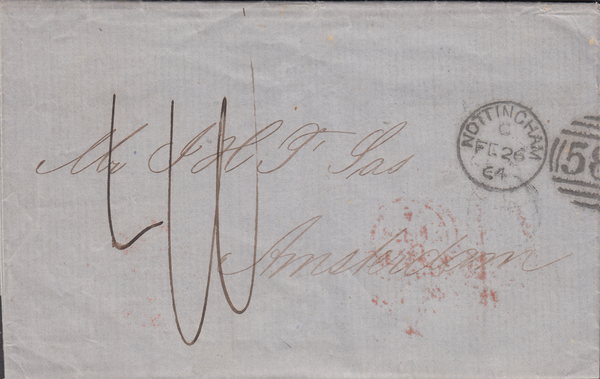 NOTTINGHAM
C
FE 26
64
58
Mr J H F Sas
Amsterdam